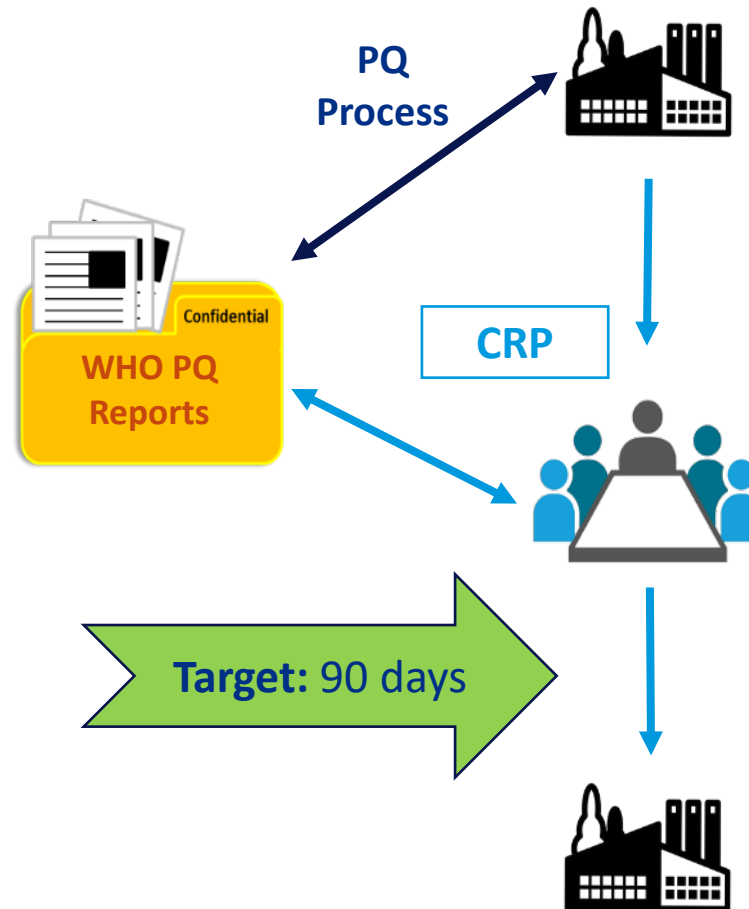 PQ
Process
Confidential
WHO PQ
Reports
CRP
Target: 90 days